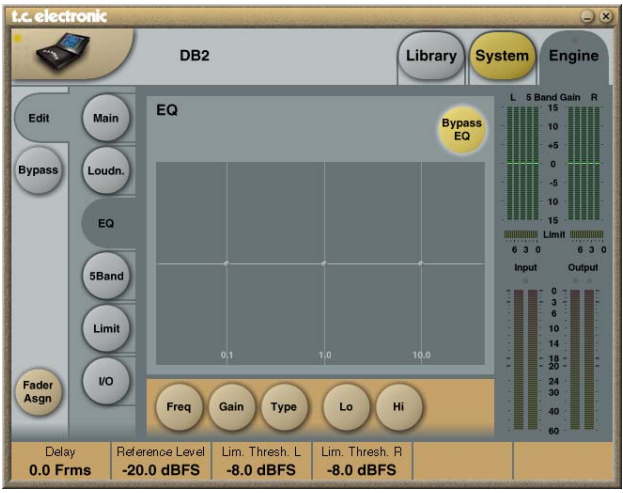 t.c. electronic
DB2
Library
System
Engine
Edit
Bypass
Fader
Asgn
Main
Loudn.
EQ
5Band
Limit
I/O
EQ
Bypass
EQ
0.1 1.0 10.0
Freq
Gain
Type
Lo
Hi
L 5 Band Gain R
15
10
+5
0
-5
10
15
Limit
6 3 0 6 3 0
Input Output
0
3
6
10
14
18
20
24
30
40
60
Delay
0.0 Frms
Reference Level
-20.0 dBFS
Lim. Thresh. L
-8.0 dBFS
Lim. Thresh. R
-8.0 dBFS